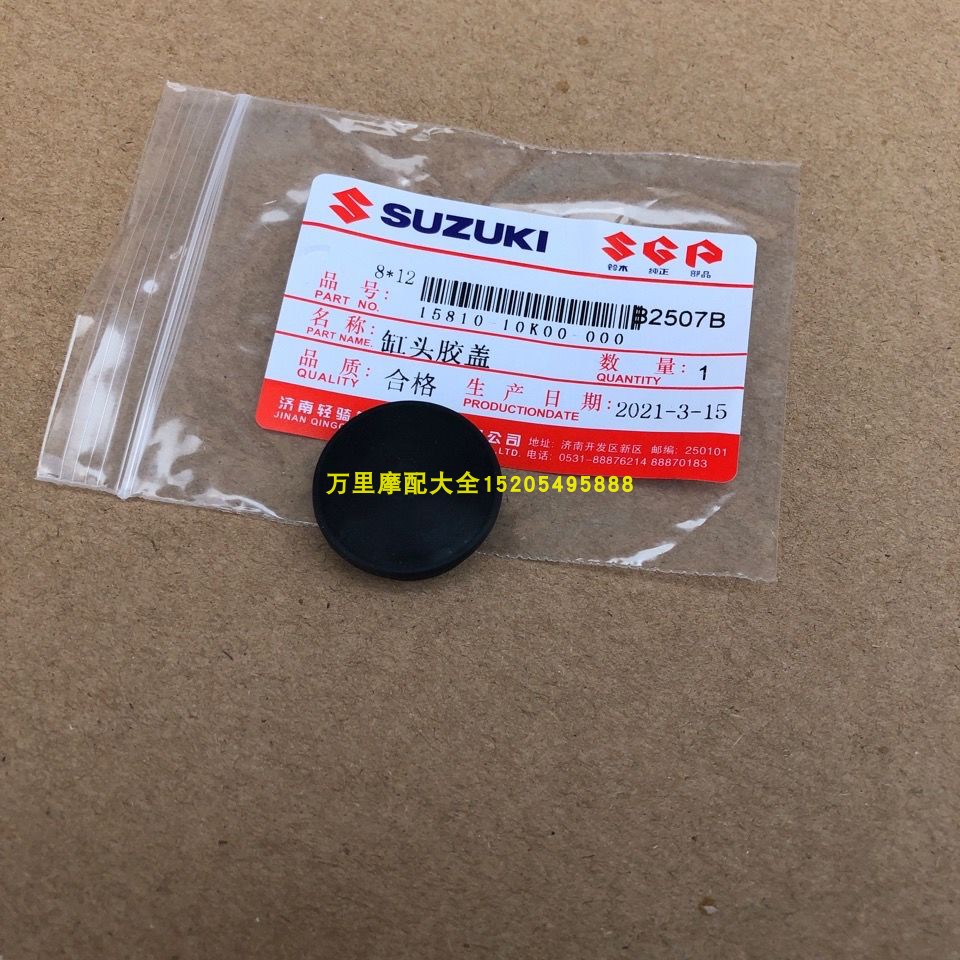 SUZUKI
SGP
鈴木 纯正 部品
8*12
品号:
PART NO.
15810-10K00-000
B2507B
名称:
PART NAME.
缸头胶盖
数量:
QUANTITY
1
品质:
QUALITY
合格
生产日期:
PRODUCTIONDATE
2021-3-15
济南轻骑
公司
地址: 济南开发区新区 邮编: 250101
JINAN QING
LTD.
电话: 0531-88876214 88870183
万里摩配大全15205495888